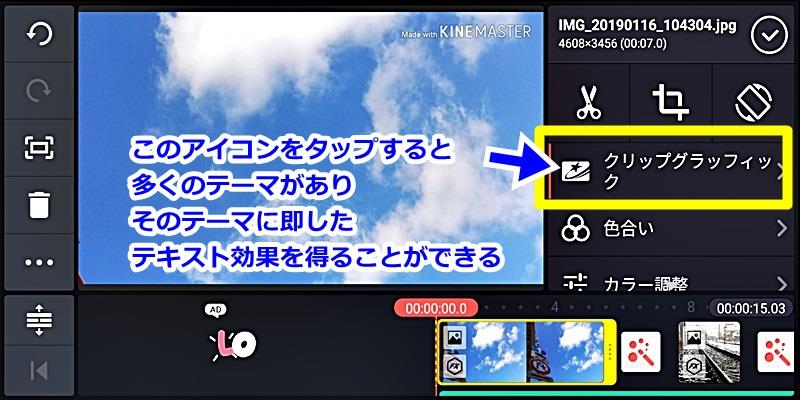 Made with KINEMASTER
IMG_20190116_104304.jpg
4608×3456 (00:07.0)
このアイコンをタップすると
多くのテーマがあり
そのテーマに即した
テキスト効果を得ることができる
クリップグラッフィッ
ク
色合い
カラー調整
AD
LO
00:00:00.0
4
8
00:00:15.03
FX
FX